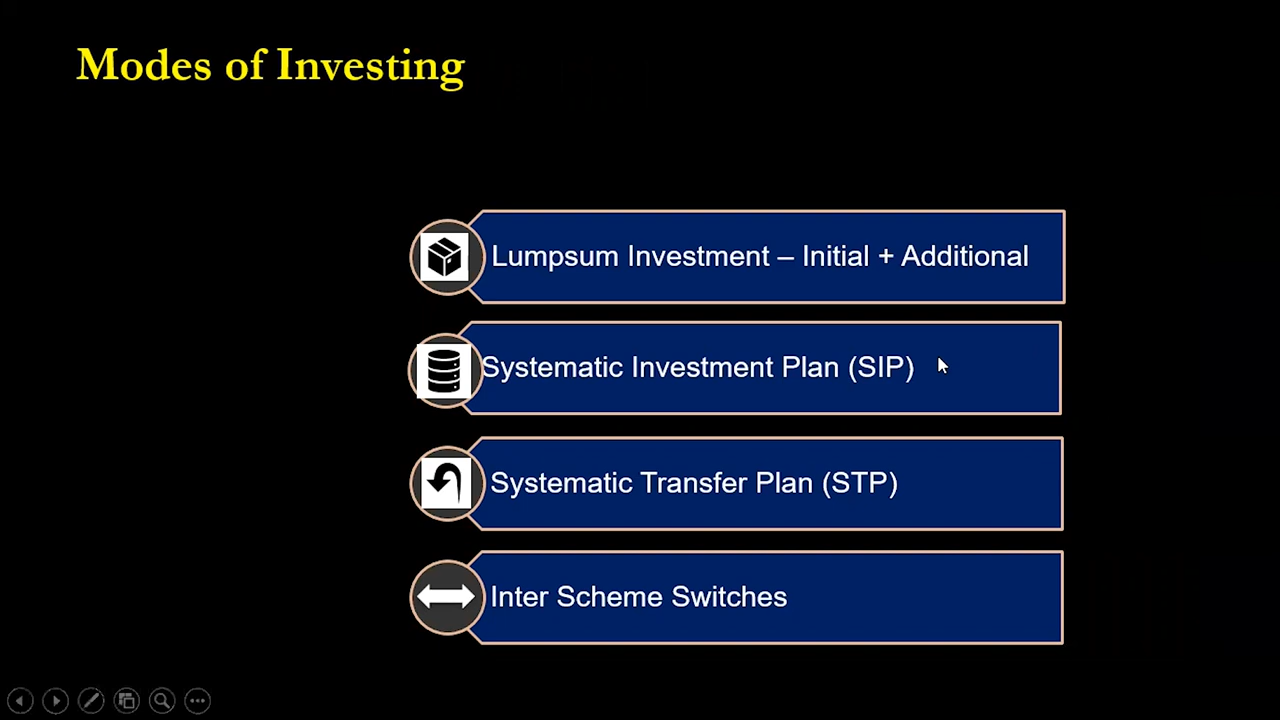 Modes of Investing
Lumpsum Investment – Initial + Additional
Systematic Investment Plan (SIP)
Systematic Transfer Plan (STP)
Inter Scheme Switches